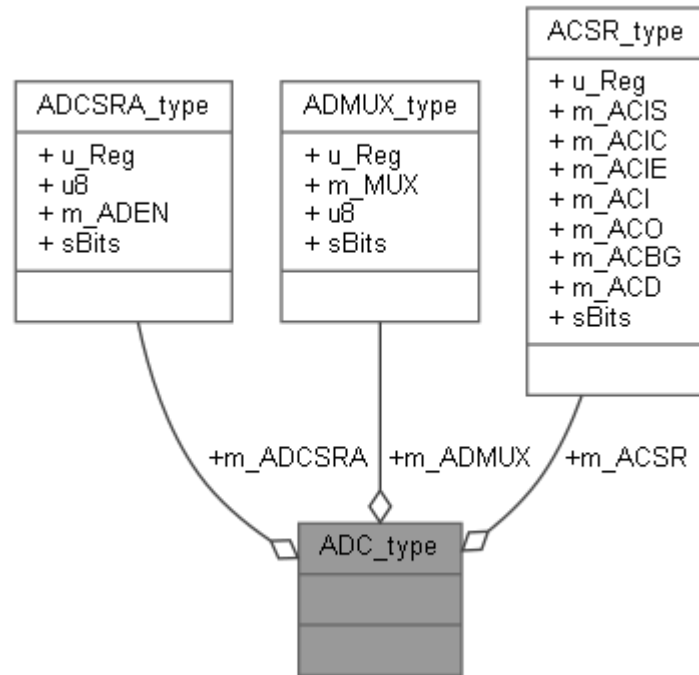 ADCSRA_type
+ u_Reg
+ u8
+ m_ADEN
+ sBits
ADMUX_type
+ u_Reg
+ m_MUX
+ u8
+ sBits
ACSR_type
+ u_Reg
+ m_ACIS
+ m_ACIC
+ m_ACIE
+ m_ACI
+ m_ACO
+ m_ACBG
+ m_ACD
+ sBits
+m_ADCSRA
+m_ADMUX
+m_ACSR
ADC_type